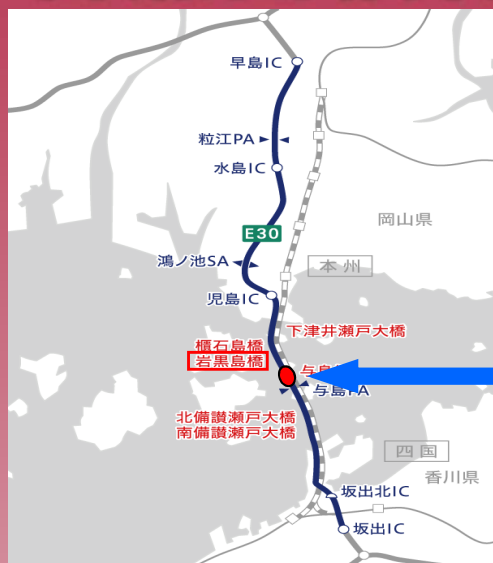 早島IC
粒江PA
水島IC
岡山県
E30
鴻ノ池SA
本州
児島IC
下津井瀬戸大橋
櫃石島橋
岩黒島橋
与島
与島PA
北備讃瀬戸大橋
南備讃瀬戸大橋
四国
香川県
坂出北IC
坂出IC